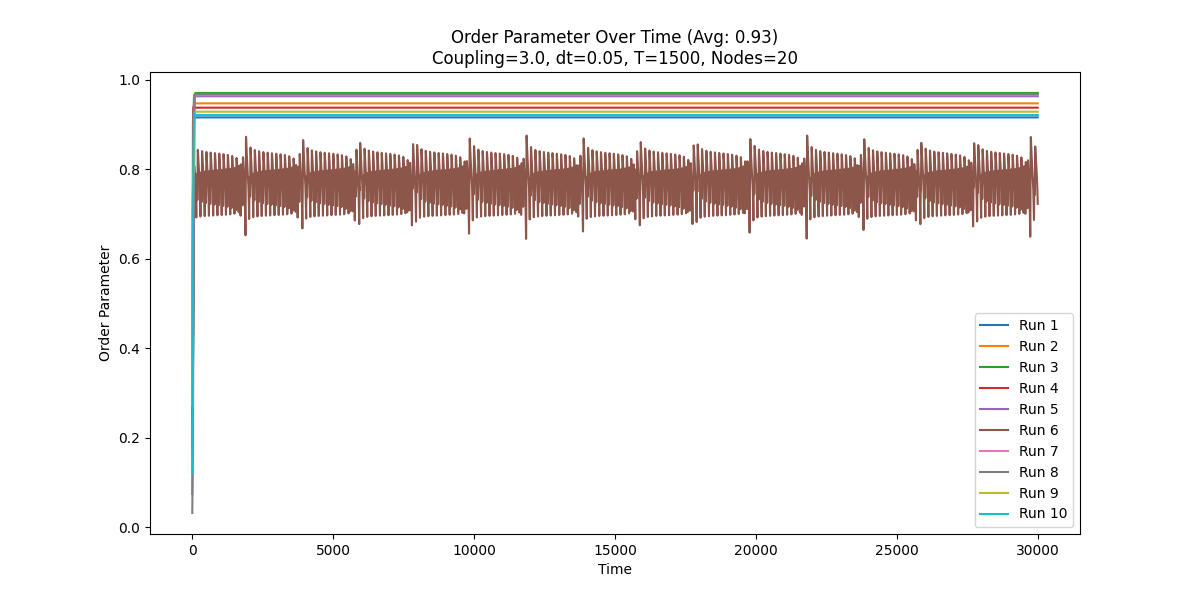 Order Parameter Over Time (Avg: 0.93)
Coupling=3.0, dt=0.05, T=1500, Nodes=20
Order Parameter
1.0
0.8
0.6
0.4
0.2
0.0
Run 1
Run 2
Run 3
Run 4
Run 5
Run 6
Run 7
Run 8
Run 9
Run 10
0 5000 10000 15000 20000 25000 30000
Time